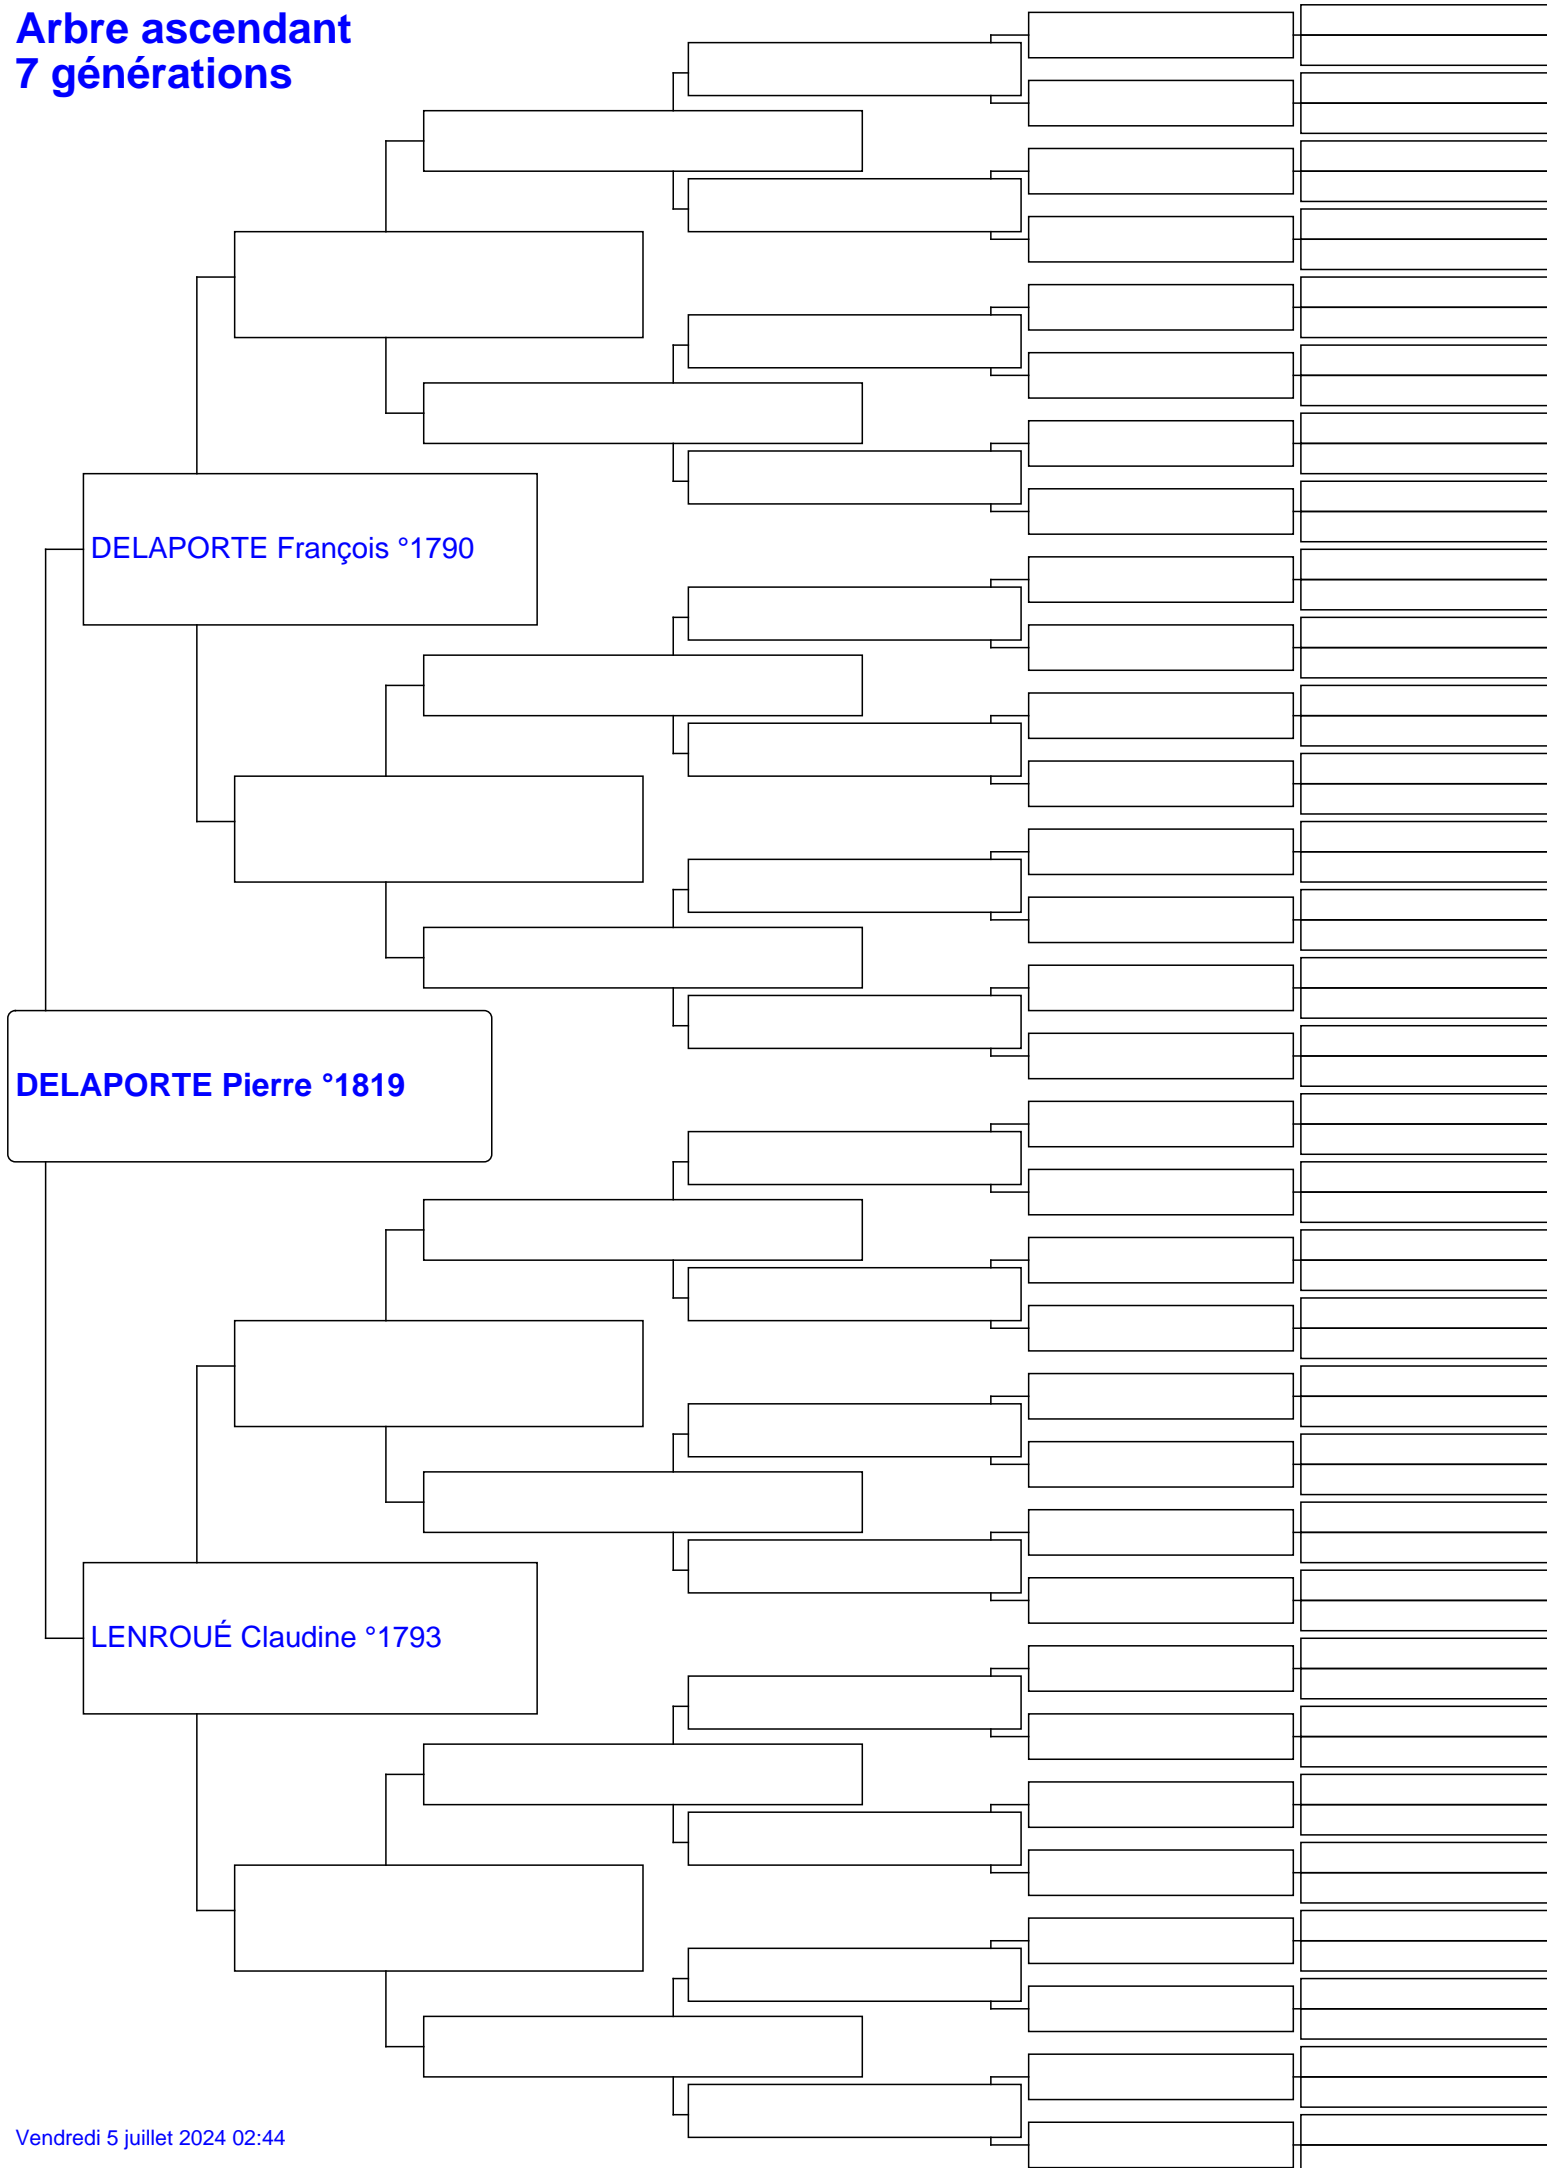 Arbre ascendant
7 générations
DELAPORTE François °1790
DELAPORTE Pierre °1819
LENROUÉ Claudine °1793
Vendredi 5 juillet 2024 02:44